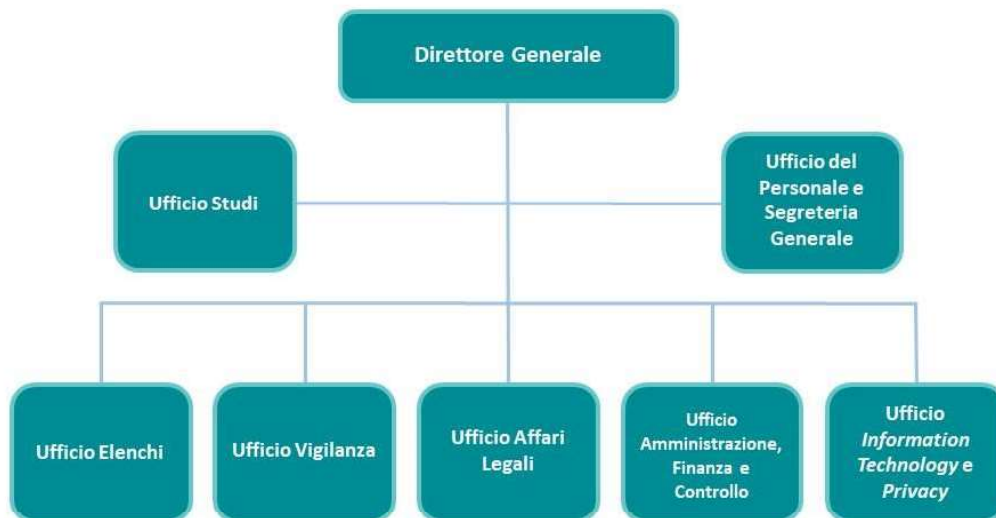 Direttore Generale
Ufficio Studi
Ufficio del
Personale e
Segreteria
Generale
Ufficio Elenchi
Ufficio Vigilanza
Ufficio Affari
Legali
Ufficio
Amministrazione,
Finanza e
Controllo
Ufficio
Information
Technology e
Privacy